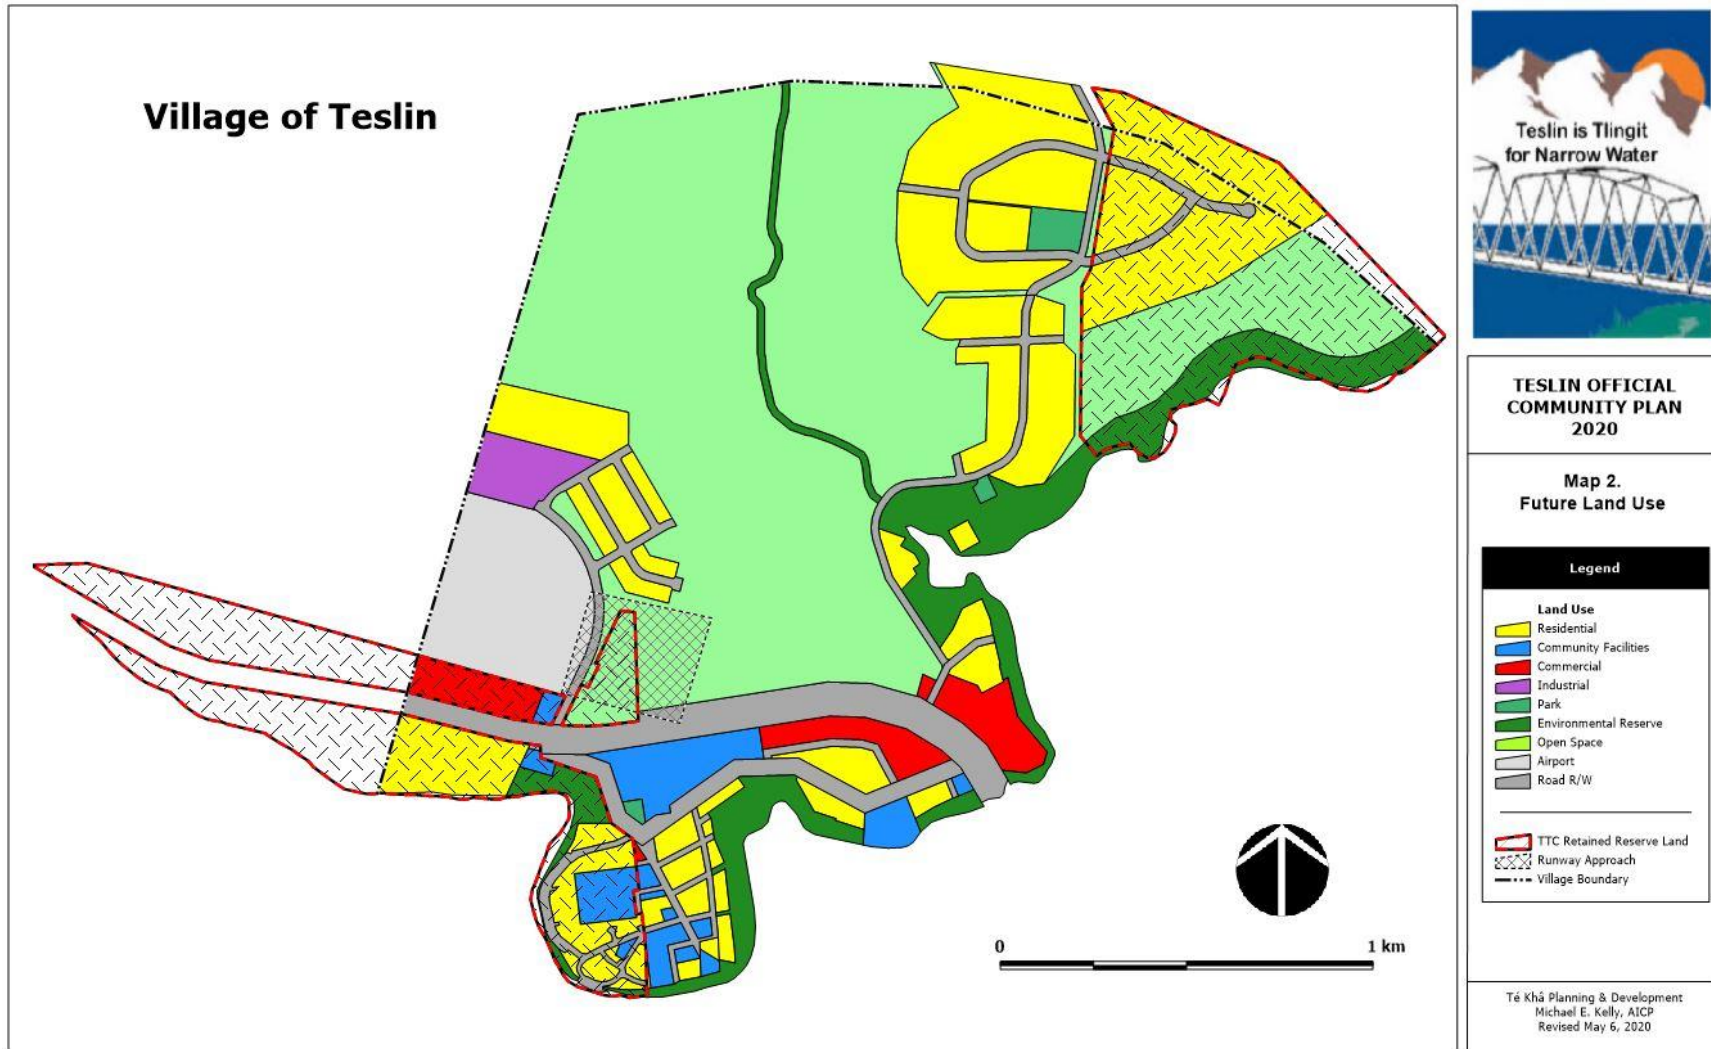 Village of Teslin
Teslin is Tlingit
for Narrow Water
TESLIN OFFICIAL
COMMUNITY PLAN
2020
Map 2.
Future Land Use
Legend
Land Use
Residential
Community Facilities
Commercial
Industrial
Park
Environmental Reserve
Open Space
Airport
Road R/W
TTC Retained Reserve Land
Runway Approach
Village Boundary
0
1 km
Té Khâ Planning & Development
Michael E. Kelly, AICP
Revised May 6, 2020